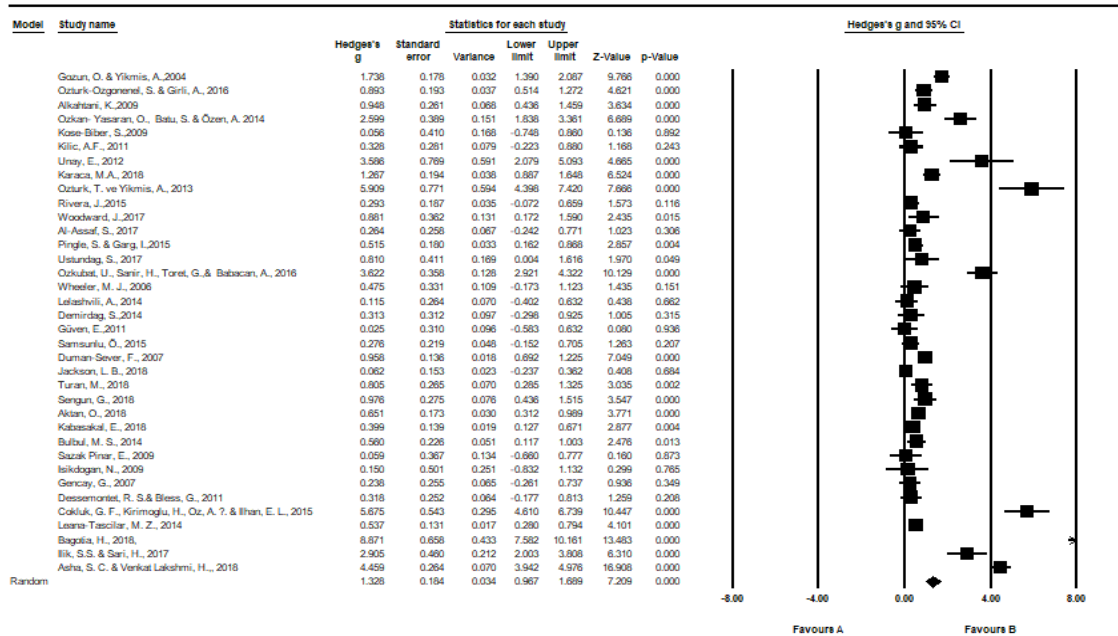 Model Study name Statistics for each study Hedges's g and 95% CI
Hedges's g Standard error Variance Lower limit Upper limit Z-Value p-Value
Gozun, O. & Yikmis, A.,2004 1.738 0.178 0.032 1.390 2.087 9.766 0.000
Ozturk-Ozgonenel, S. & Girli, A., 2016 0.893 0.193 0.037 0.514 1.272 4.621 0.000
Alkahtani, K.,2009 0.948 0.261 0.068 0.436 1.459 3.634 0.000
Ozkan- Yasaran, O., Batu, S. & Özen, A. 2014 2.599 0.389 0.151 1.838 3.361 6.689 0.000
Kose-Biber, S.,2009 0.056 0.410 0.168 -0.748 0.860 0.136 0.892
Kilic, A.F., 2011 0.328 0.281 0.079 -0.223 0.880 1.168 0.243
Unay, E., 2012 3.586 0.769 0.591 2.079 5.093 4.665 0.000
Karaca, M.A., 2018 1.267 0.194 0.038 0.887 1.648 6.524 0.000
Ozturk, T. ve Yikmis, A., 2013 5.909 0.771 0.594 4.398 7.420 7.666 0.000
Rivera, J.,2015 0.293 0.187 0.035 -0.072 0.659 1.573 0.116
Woodward, J.,2017 0.881 0.362 0.131 0.172 1.590 2.435 0.015
Al-Assaf, S., 2017 0.264 0.258 0.067 -0.242 0.771 1.023 0.306
Pingle, S. & Garg, I.,2015 0.515 0.180 0.033 0.162 0.868 2.857 0.004
Ustundag, S., 2017 0.810 0.411 0.169 0.004 1.616 1.970 0.049
Ozkubat, U., Sanir, H., Toret, G.,& Babacan, A., 2016 3.622 0.358 0.128 2.921 4.322 10.129 0.000
Wheeler, M. J., 2006 0.475 0.331 0.109 -0.173 1.123 1.435 0.151
Lelashvili, A., 2014 0.115 0.264 0.070 -0.402 0.632 0.438 0.662
Demirdag, S.,2014 0.313 0.312 0.097 -0.298 0.925 1.005 0.315
Güven, E.,2011 0.025 0.310 0.096 -0.583 0.632 0.080 0.936
Samsunlu, Ö., 2015 0.276 0.219 0.048 -0.152 0.705 1.263 0.207
Duman-Sever, F., 2007 0.958 0.136 0.018 0.692 1.225 7.049 0.000
Jackson, L. B., 2018 0.062 0.153 0.023 -0.237 0.362 0.408 0.684
Turan, M., 2018 0.805 0.265 0.070 0.285 1.325 3.035 0.002
Sengun, G., 2018 0.976 0.275 0.076 0.436 1.515 3.547 0.000
Aktan, O., 2018 0.651 0.173 0.030 0.312 0.989 3.771 0.000
Kabasakal, E., 2018 0.399 0.139 0.019 0.127 0.671 2.877 0.004
Bulbul, M. S., 2014 0.560 0.226 0.051 0.117 1.003 2.476 0.013
Sazak Pinar, E., 2009 0.059 0.367 0.134 -0.660 0.777 0.160 0.873
Isikdogan, N., 2009 0.150 0.501 0.251 -0.832 1.132 0.299 0.765
Gencay, G., 2007 0.238 0.255 0.065 -0.261 0.737 0.936 0.349
Dessemontet, R. S.& Bless, G., 2011 0.318 0.252 0.064 -0.177 0.813 1.259 0.208
Cokluk, G. F., Kirimoglu, H., Oz, A. ?. & Ilhan, E. L., 2015 5.675 0.543 0.295 4.610 6.739 10.447 0.000
Leana-Tascilar, M. Z., 2014 0.537 0.131 0.017 0.280 0.794 4.101 0.000
Bagotia, H., 2018, 8.871 0.658 0.433 7.582 10.161 13.483 0.000
Ilik, S.S. & Sari, H., 2017 2.905 0.460 0.212 2.003 3.808 6.310 0.000
Asha, S. C. & Venkat Lakshmi, H.,, 2018 4.459 0.264 0.070 3.942 4.976 16.908 0.000
Random 1.328 0.184 0.034 0.967 1.689 7.209 0.000
-8.00 -4.00 0.00 4.00 8.00
Favours A Favours B